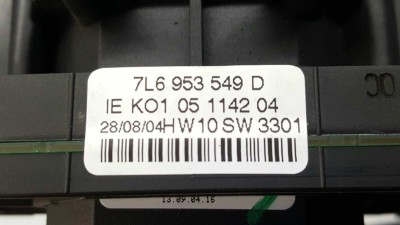 7L6 953 549 D
IE KO1 05 1142 04
28/08/04HW10 SW 3301
13.09.04.16